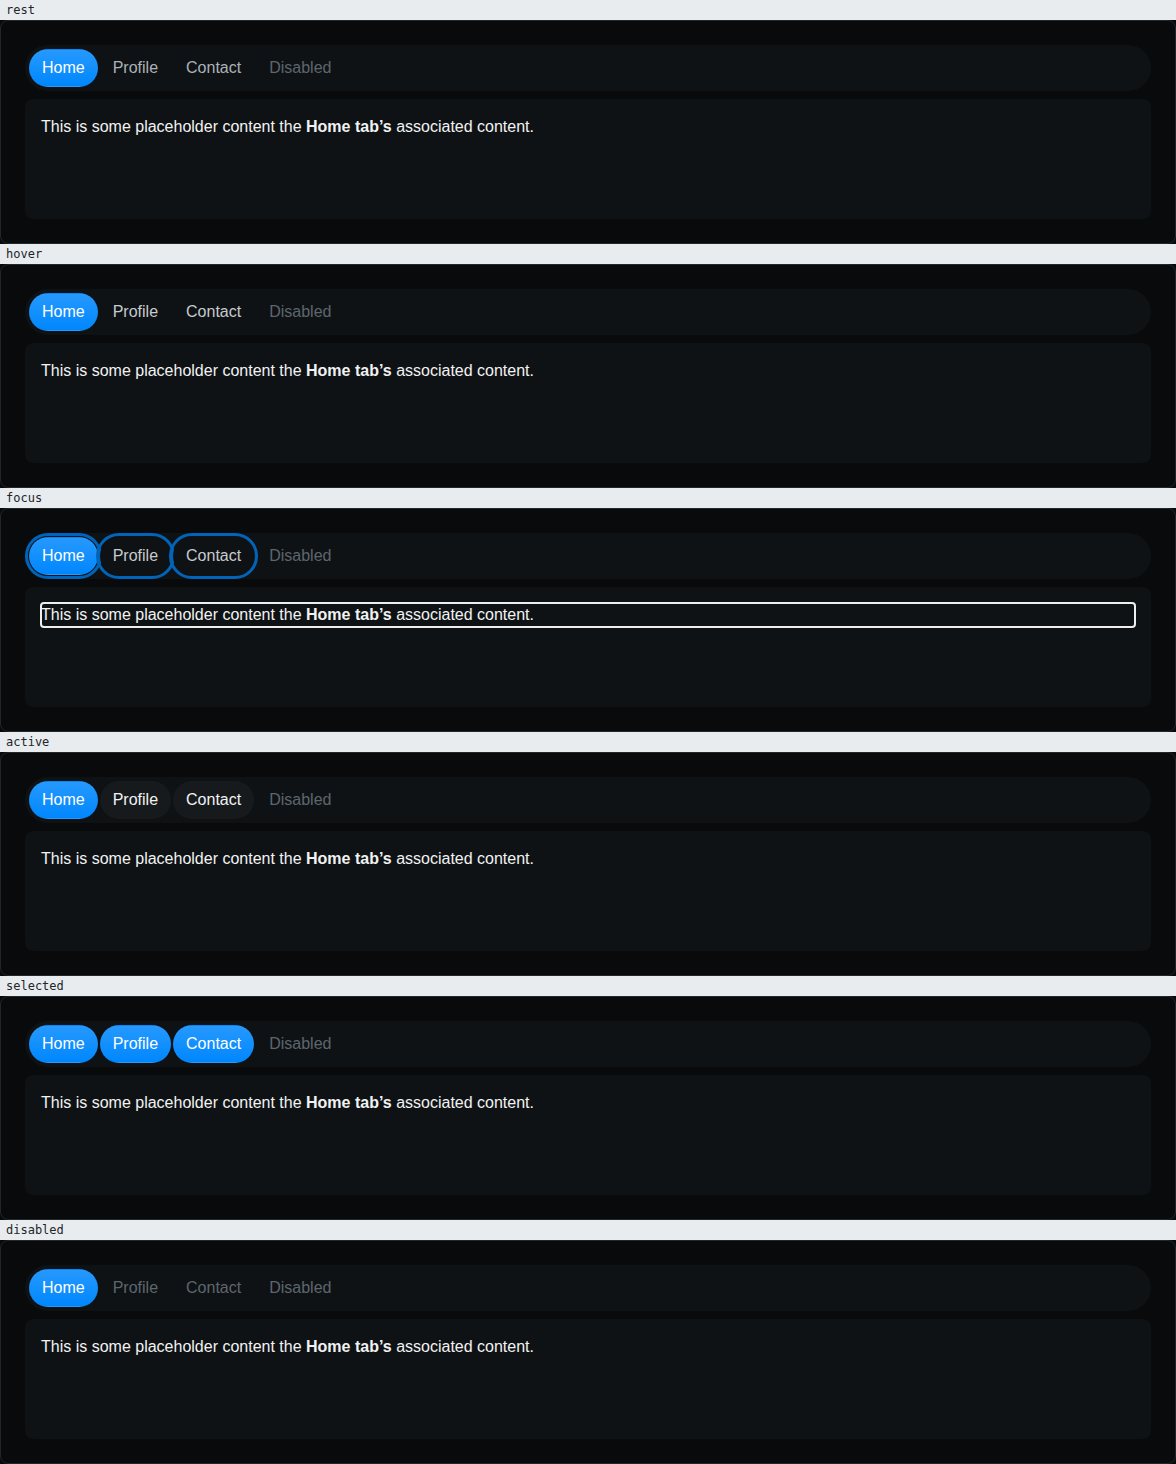 rest
Home Profile Contact Disabled
This is some placeholder content the Home tab’s associated content.
hover
Home Profile Contact Disabled
This is some placeholder content the Home tab’s associated content.
focus
Home Profile Contact Disabled
This is some placeholder content the Home tab’s associated content.
active
Home Profile Contact Disabled
This is some placeholder content the Home tab’s associated content.
selected
Home Profile Contact Disabled
This is some placeholder content the Home tab’s associated content.
disabled
Home Profile Contact Disabled
This is some placeholder content the Home tab’s associated content.